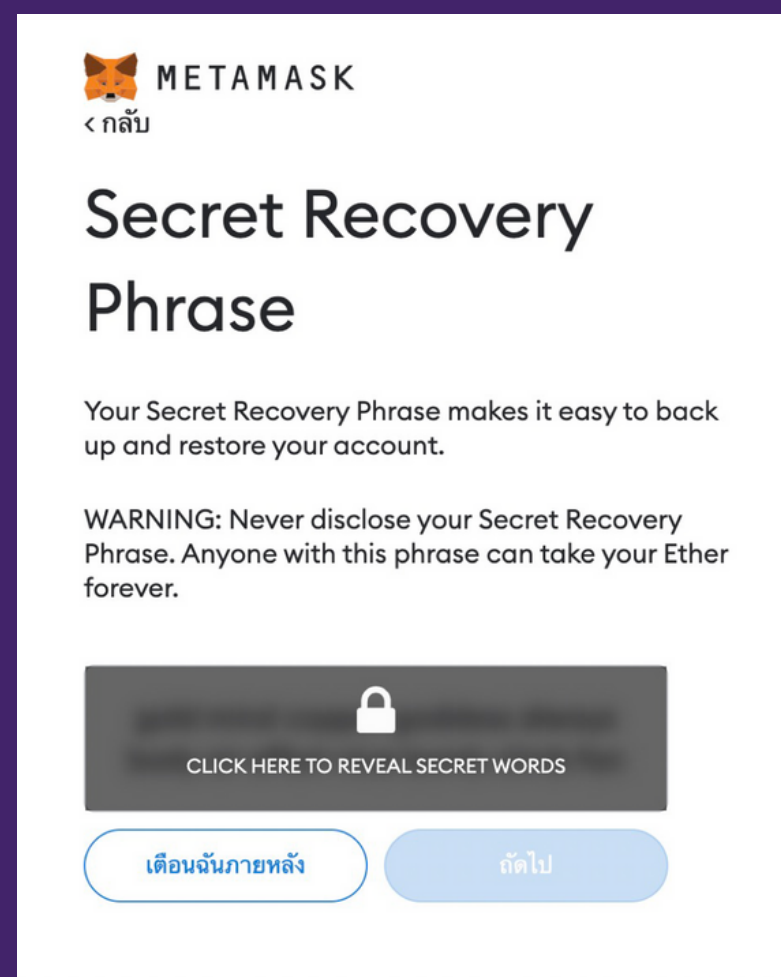 METAMASK
< กลับ
Secret Recovery
Phrase
Your Secret Recovery Phrase makes it easy to back
up and restore your account.
WARNING: Never disclose your Secret Recovery
Phrase. Anyone with this phrase can take your Ether
forever.
CLICK HERE TO REVEAL SECRET WORDS
เตือนฉันภายหลัง
ถัดไป